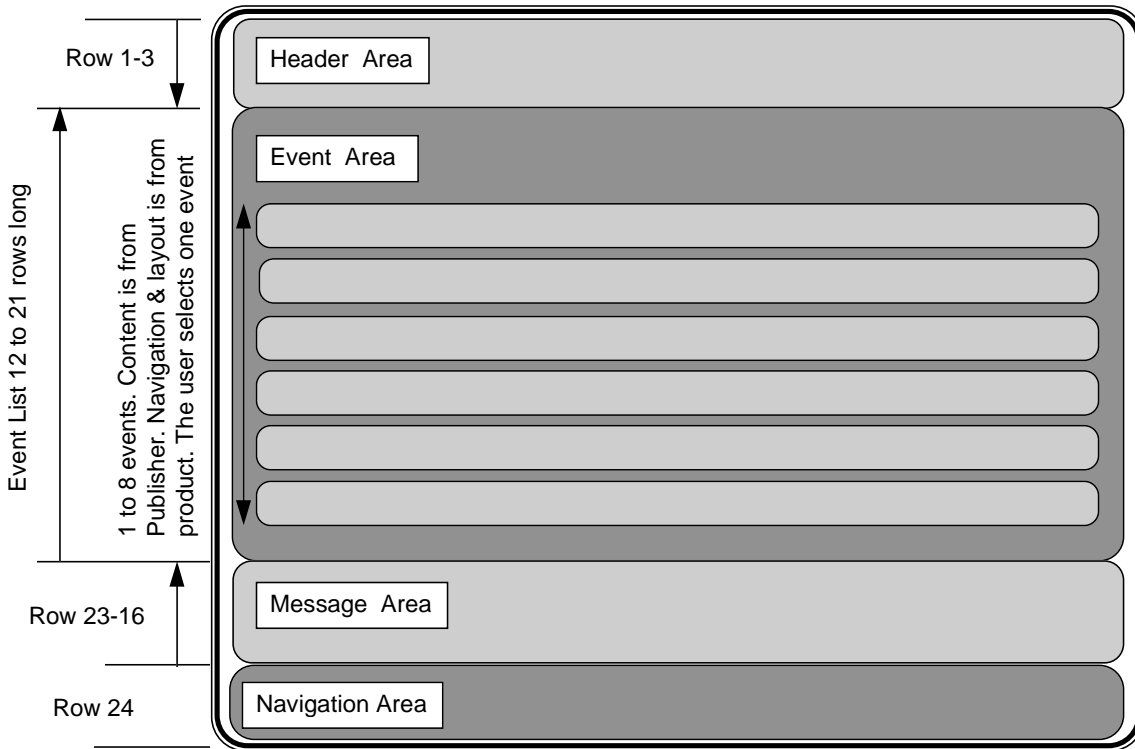 Row 1-3
Header Area
Event List 12 to 21 rows long
1 to 8 events. Content is from
Publisher. Navigation & layout is from
product. The user selects one event
Event Area
Row 23-16
Message Area
Row 24
Navigation Area